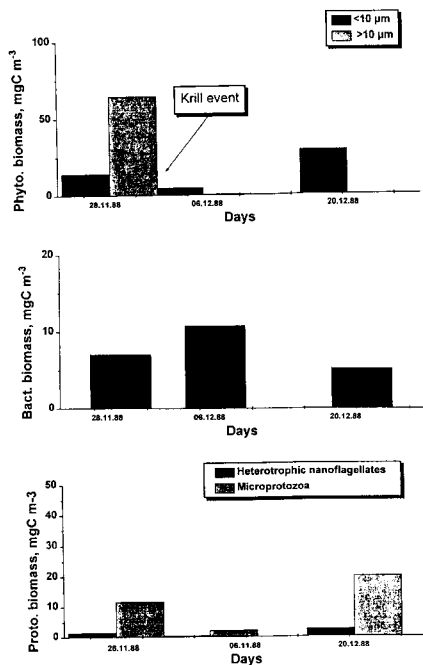 <10 µm
>10 µm
100
50
0
Phyto. biomass, mgC m-3
Krill event
28.11.88
06.12.88
20.12.88
Days
20
10
0
Bact. biomass, mgC m-3
28.11.88
06.12.88
20.12.88
Days
Heterotrophic nanoflagellates
Microprotozoa
50
40
30
20
10
0
Proto. biomass, mgC m-3
28.11.88
06.11.88
20.12.88
Days